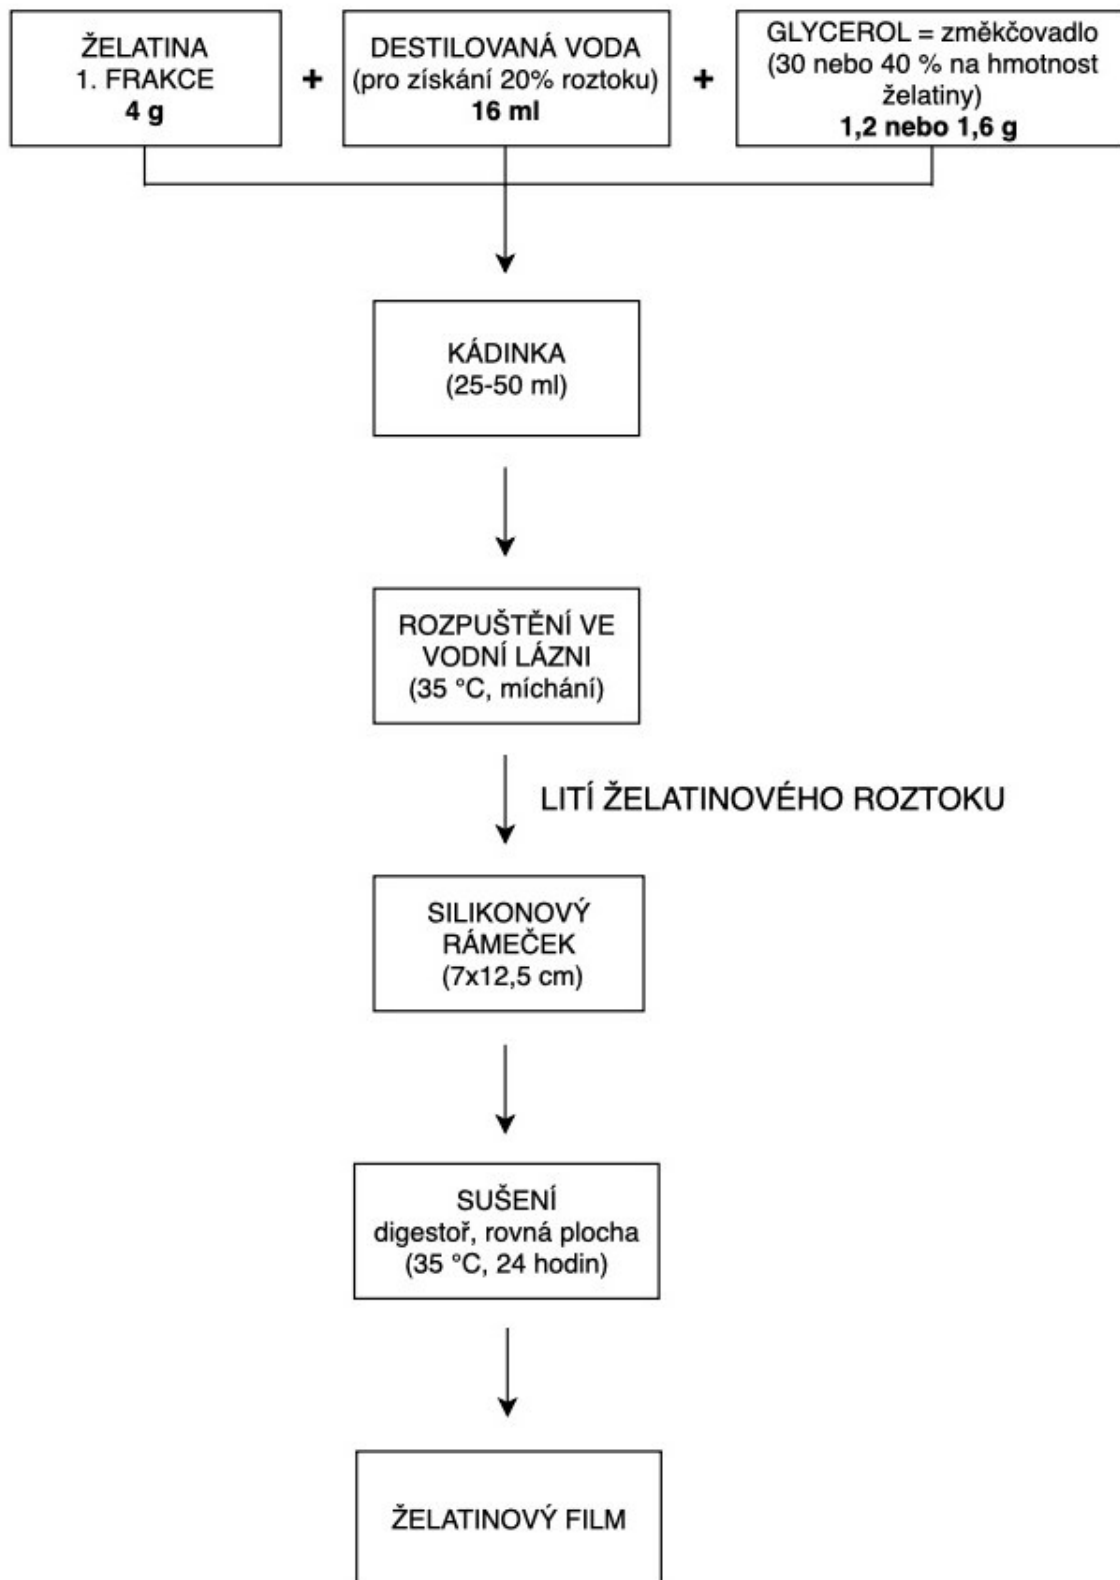 ŽELATINA
1. FRAKCE
4 g
+
DESTILOVANÁ VODA
(pro získání 20% roztoku)
16 ml
+
GLYCEROL = změkčovadlo
(30 nebo 40 % na hmotnost
želatiny)
1,2 nebo 1,6 g
KÁDINKA
(25-50 ml)
ROZPUŠTĚNÍ VE
VODNÍ LÁZNI
(35 °C, míchání)
LITÍ ŽELATINOVÉHO ROZTOKU
SILIKONOVÝ
RÁMEČEK
(7x12,5 cm)
SUŠENÍ
digestoř, rovná plocha
(35 °C, 24 hodin)
ŽELATINOVÝ FILM